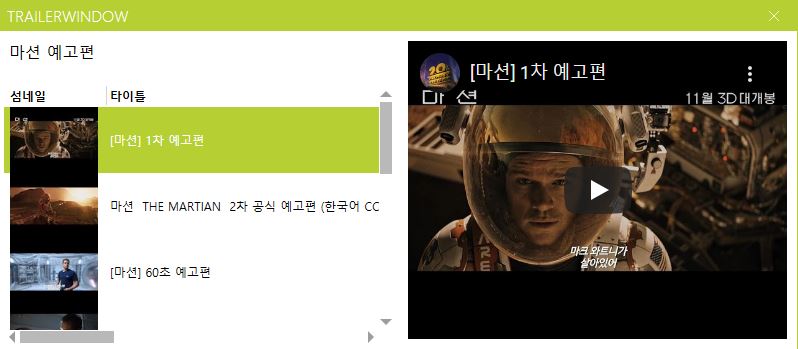 TRAILERWINDOW
마션 예고편
섬네일 타이틀
[마션] 1차 예고편
마션 THE MARTIAN 2차 공식 예고편 (한국어 CC
[마션] 60초 예고편
[마션] 1차 예고편
마 션
11월 3D 대개봉
마크 와트니가
살아있어